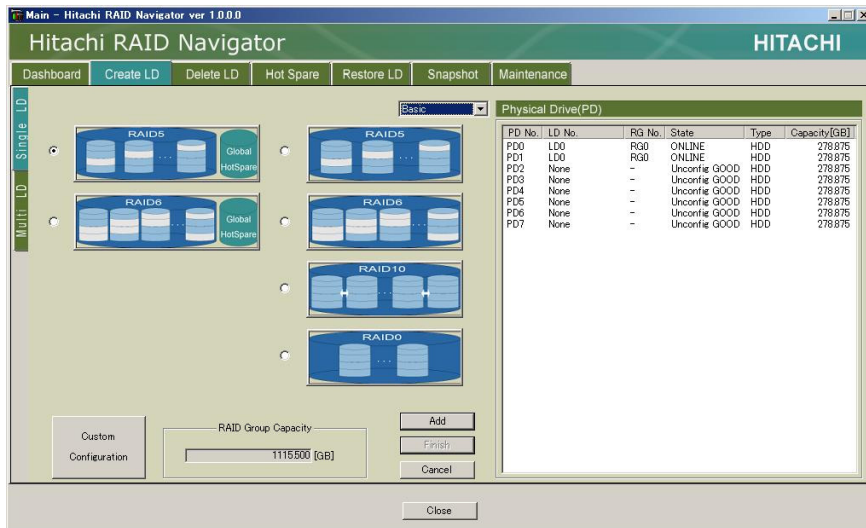 Main - Hitachi RAID Navigator ver 1.0.0.0
Hitachi RAID Navigator
HITACHI
Dashboard Create LD Delete LD Hot Spare Restore LD Snapshot Maintenance
Single LD
Multi LD
Basic
RAID5
Global
HotSpare
RAID5
RAID6
Global
HotSpare
RAID6
RAID10
RAID0
Custom
Configuration
RAID Group Capacity
1115.500 [GB]
Add
Finish
Cancel
Physical Drive(PD)
PD No. LD No. RG No. State Type Capacity[GB]
PD0 LD0 RG0 ONLINE HDD 278.875
PD1 LD0 RG0 ONLINE HDD 278.875
PD2 None - Unconfig GOOD HDD 278.875
PD3 None - Unconfig GOOD HDD 278.875
PD4 None - Unconfig GOOD HDD 278.875
PD5 None - Unconfig GOOD HDD 278.875
PD6 None - Unconfig GOOD HDD 278.875
PD7 None - Unconfig GOOD HDD 278.875
Close